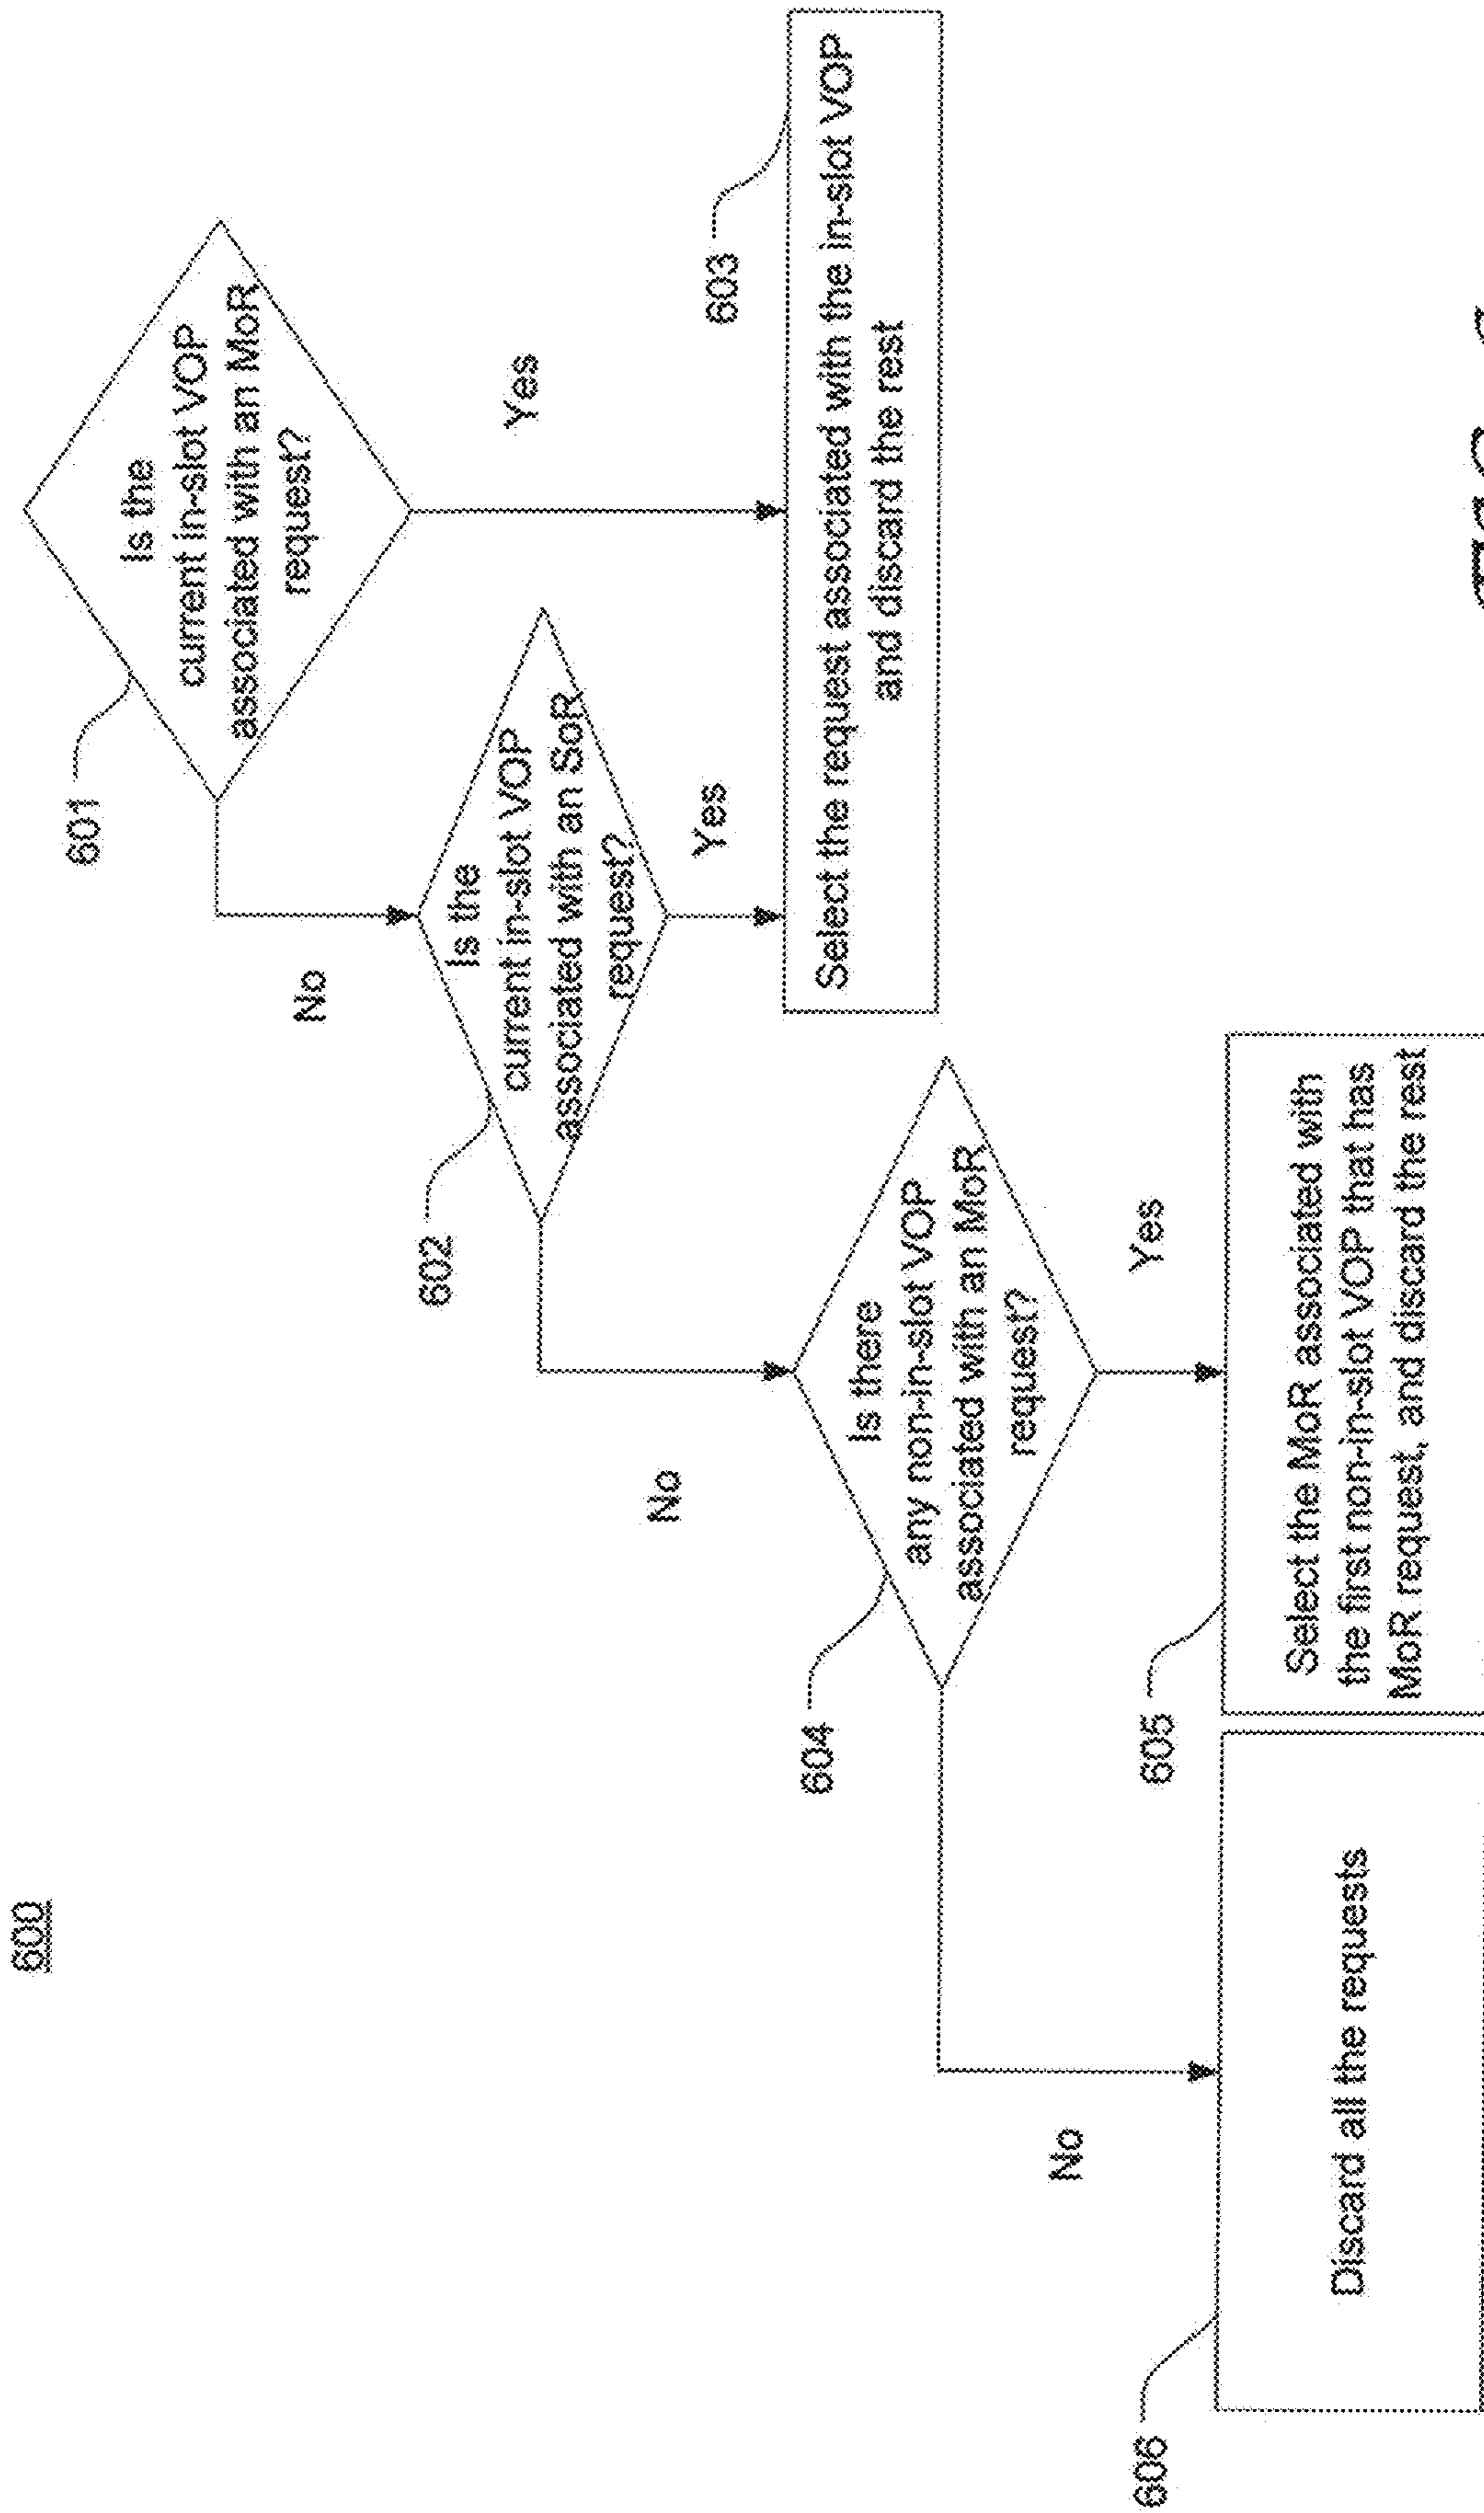 600
601
Is the
current in-slot VOP
associated with an MoR
request?
No
Yes
602
Is the
current in-slot VOP
associated with an SoR
request?
No
Yes
603
Select the request associated with the in-slot VOP
and discard the rest
604
Is there
any non-in-slot VOP
associated with an MoR
request?
No
Yes
605
Select the MoR associated with
the first non-in-slot VOP that has
MoR request, and discard the rest
606
Discard all the requests